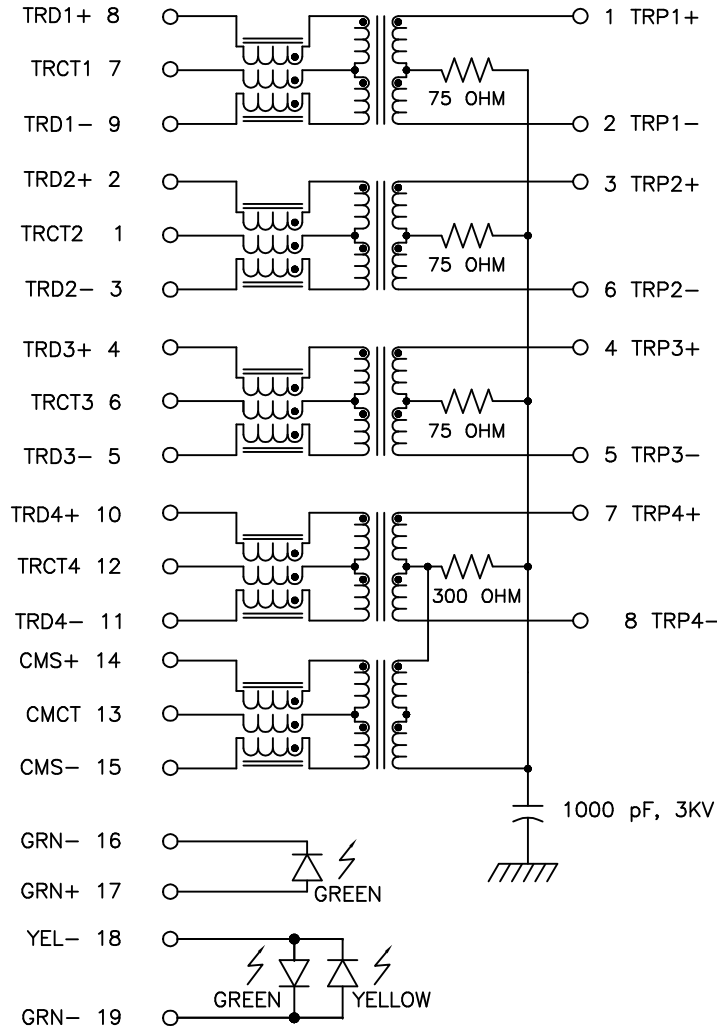 TRD1+ 8
1 TRP1+
TRCT1 7
75 OHM
TRD1- 9
2 TRP1-
TRD2+ 2
3 TRP2+
TRCT2 1
75 OHM
TRD2- 3
6 TRP2-
TRD3+ 4
4 TRP3+
TRCT3 6
75 OHM
TRD3- 5
5 TRP3-
TRD4+ 10
7 TRP4+
TRCT4 12
300 OHM
TRD4- 11
8 TRP4-
CMS+ 14
CMCT 13
CMS- 15
1000 pF, 3KV
GRN- 16
GRN+ 17
GREEN
YEL- 18
GREEN
YELLOW
GRN- 19